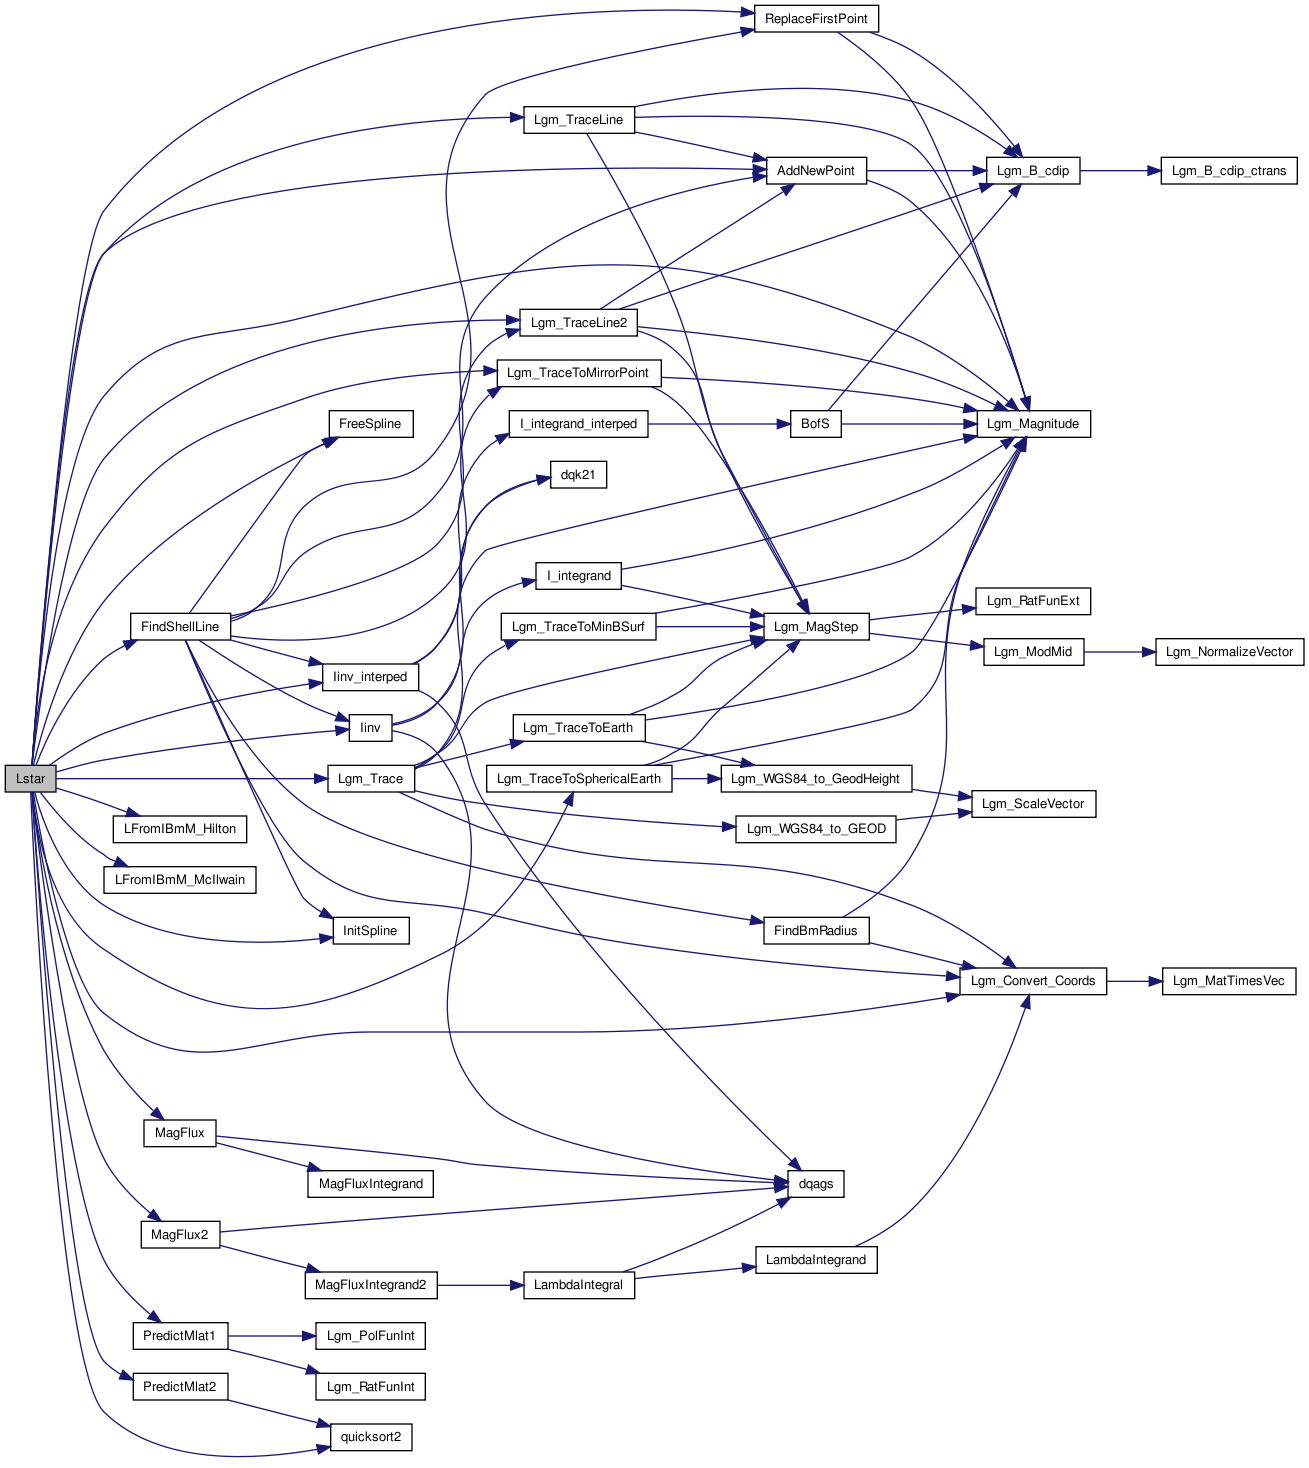 ReplaceFirstPoint
Lgm_TraceLine
AddNewPoint
Lgm_B_cdip
Lgm_B_cdip_ctrans
Lgm_TraceLine2
Lgm_TraceToMirrorPoint
FreeSpline
I_integrand_interped
BofS
Lgm_Magnitude
dqk21
I_integrand
Lgm_RatFunExt
FindShellLine
Lgm_TraceToMinBSurf
Lgm_MagStep
Lgm_ModMid
Lgm_NormalizeVector
Iinv_interped
Iinv
Lgm_TraceToEarth
Lstar
Lgm_Trace
Lgm_TraceToSphericalEarth
Lgm_WGS84_to_GeodHeight
Lgm_ScaleVector
LFromIBmM_Hilton
Lgm_WGS84_to_GEOD
LFromIBmM_McIlwain
InitSpline
FindBmRadius
Lgm_Convert_Coords
Lgm_MatTimesVec
MagFlux
MagFluxIntegrand
dqags
MagFlux2
LambdaIntegrand
MagFluxIntegrand2
LambdaIntegral
PredictMlat1
Lgm_PolFunInt
PredictMlat2
Lgm_RatFunInt
quicksort2